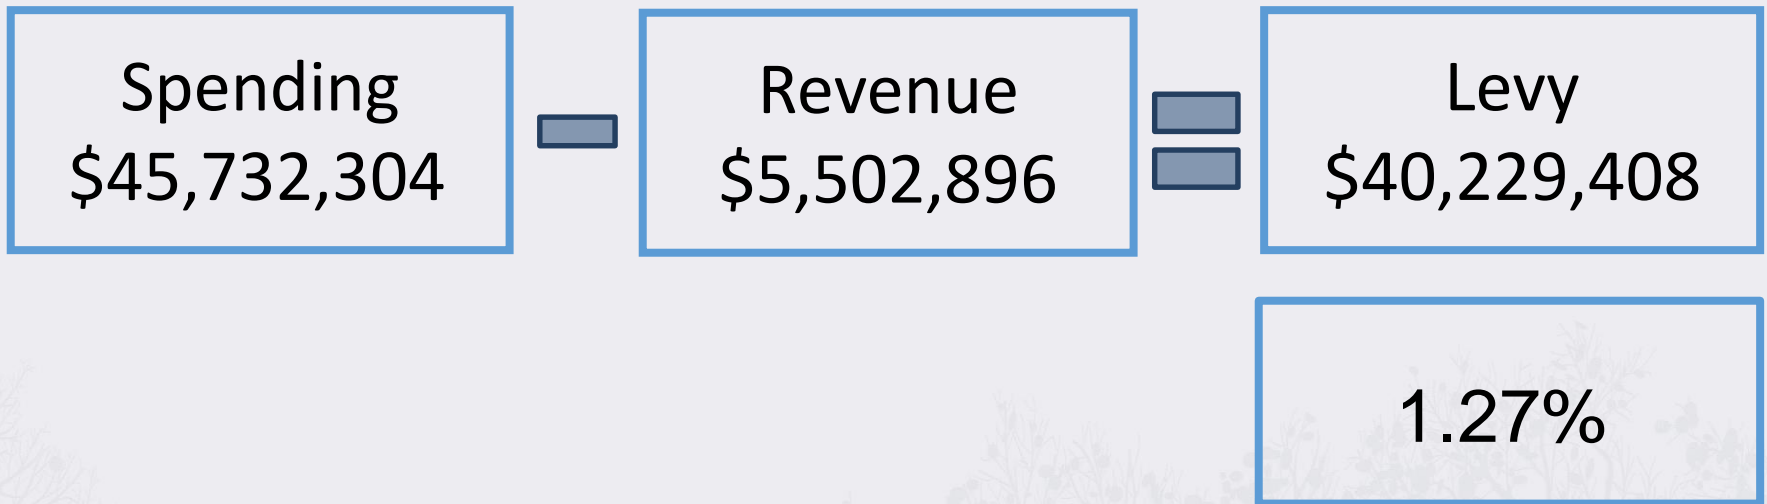 Spending
$45,732,304
Revenue
$5,502,896
Levy
$40,229,408
1.27%